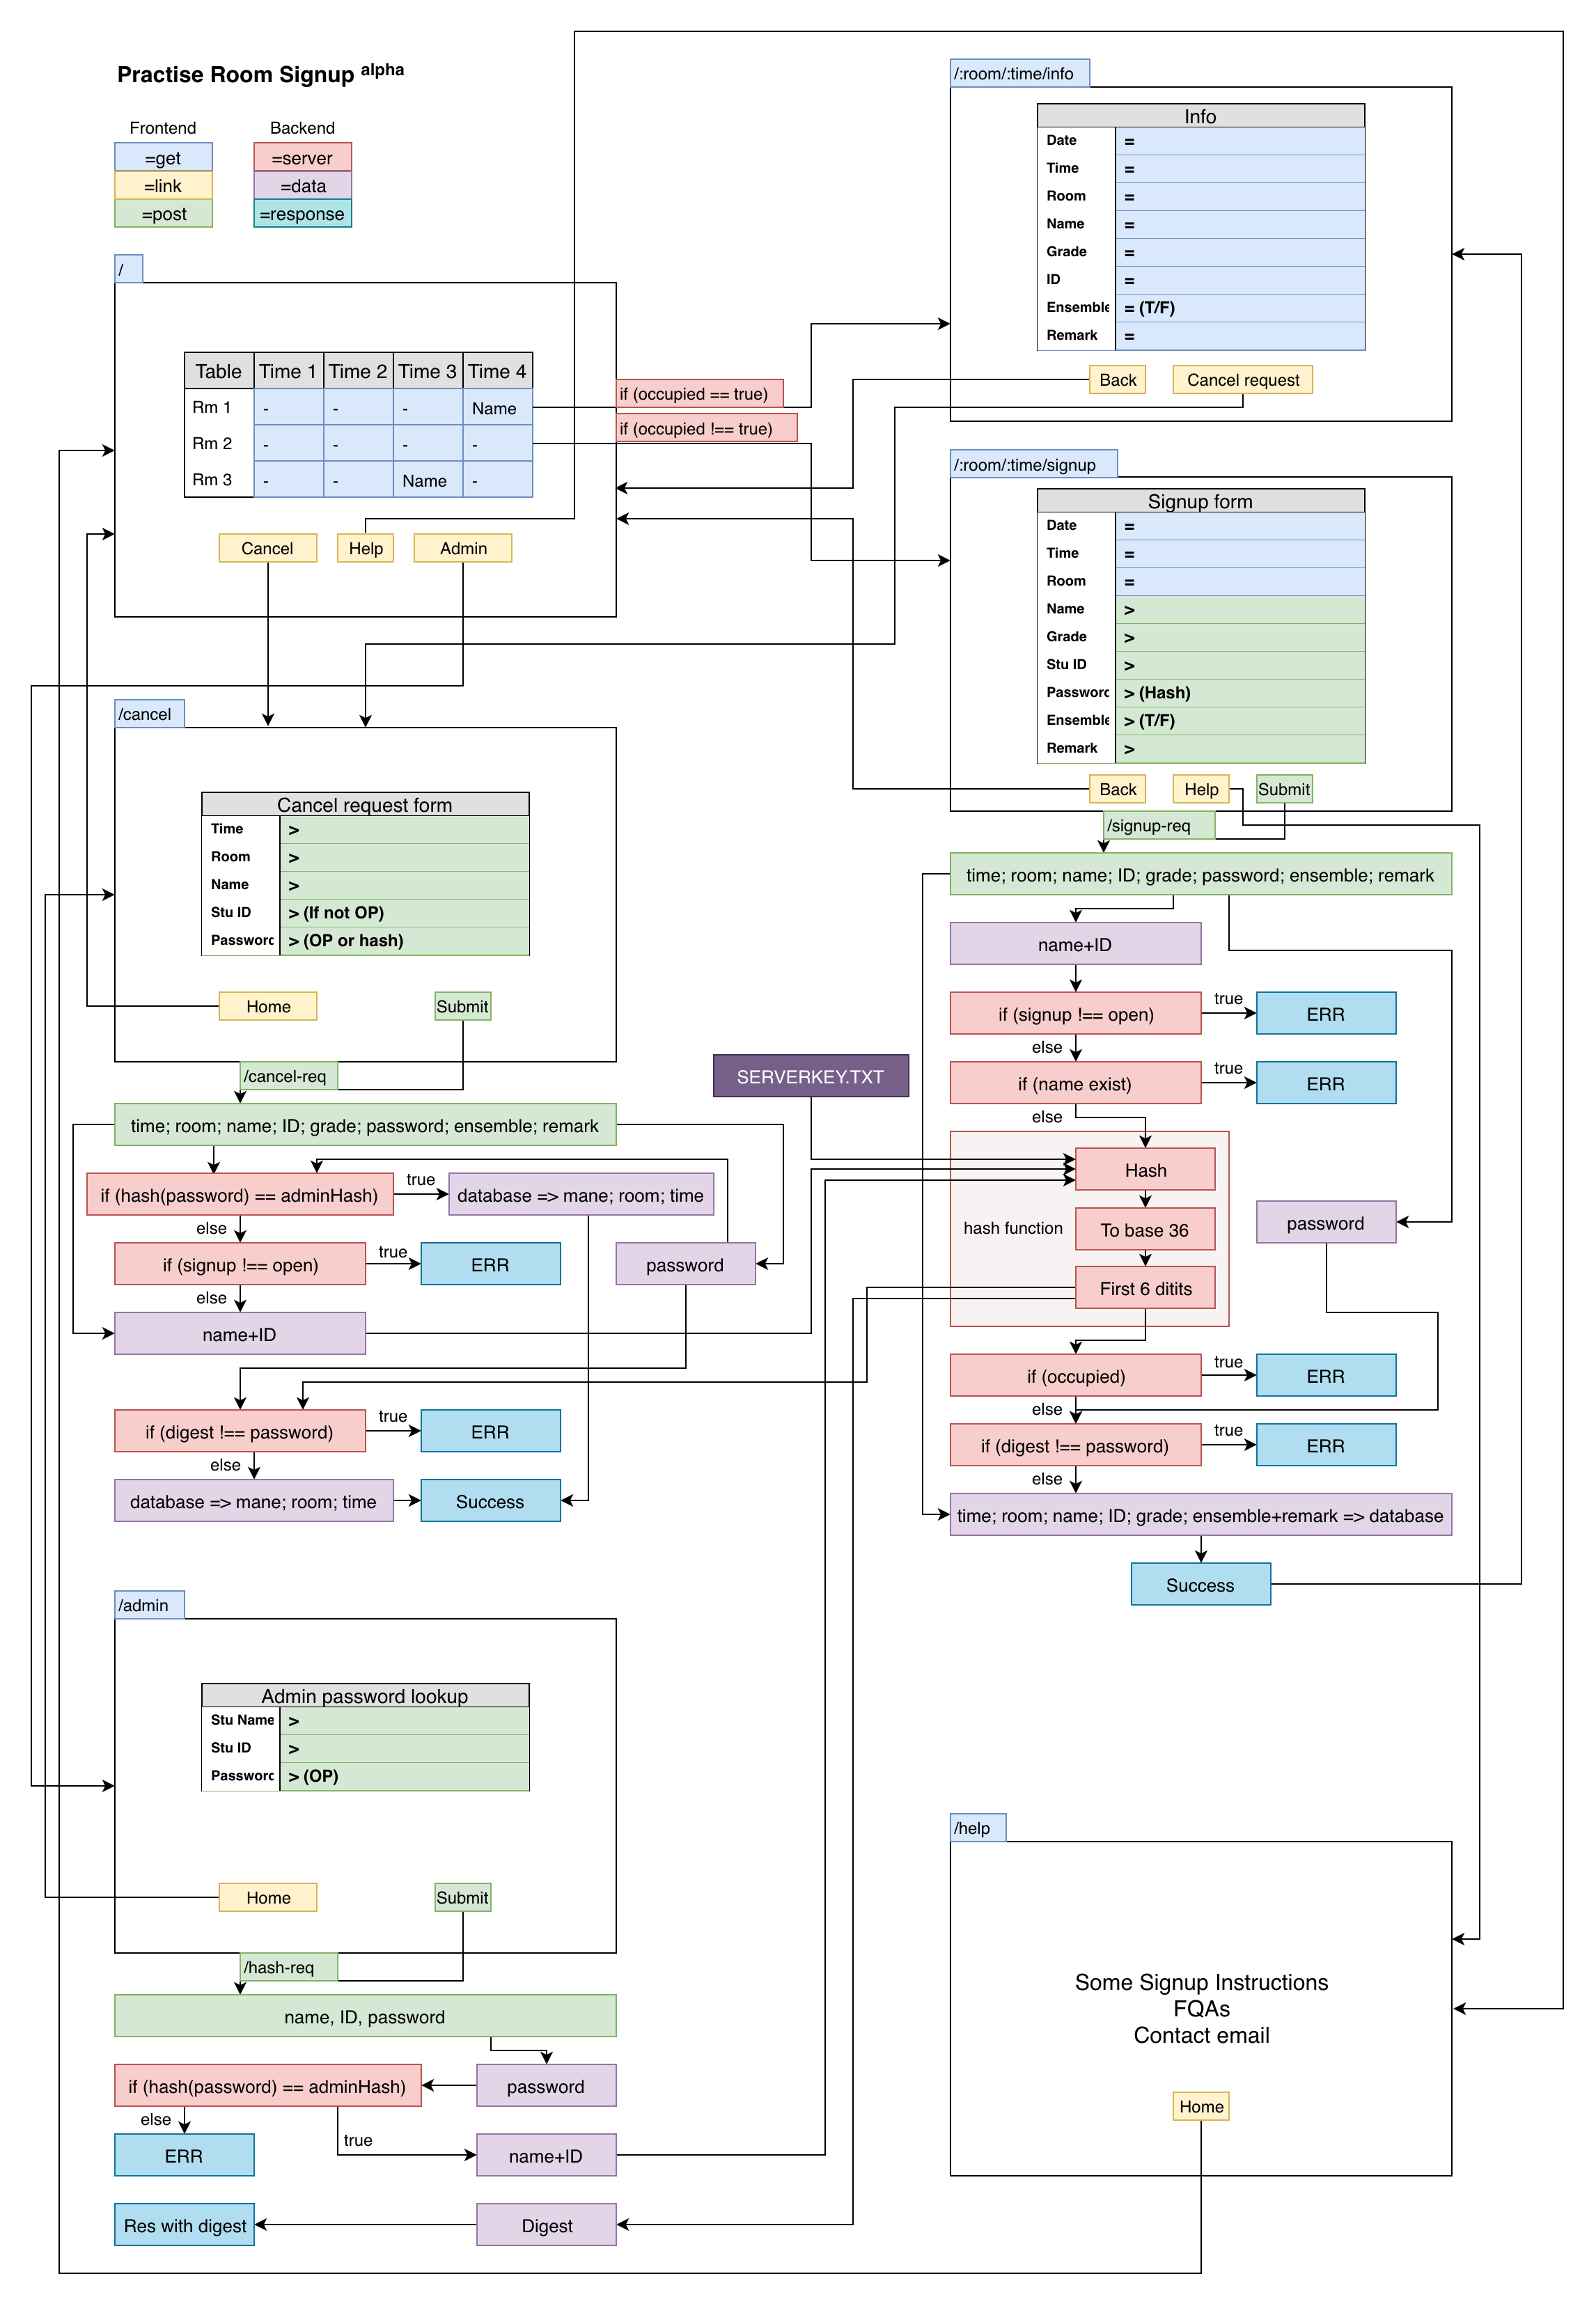 Practise Room Signup alpha
Frontend
Backend
=get
=server
=link
=data
=post
=response
/
Table Time 1 Time 2 Time 3 Time 4
Rm 1 - - - Name
Rm 2 - - - -
Rm 3 - - Name -
Cancel
Help
Admin
if (occupied == true)
if (occupied !== true)
/:room/:time/info
Info
Date =
Time =
Room =
Name =
Grade =
ID =
Ensemble = (T/F)
Remark =
Back
Cancel request
/:room/:time/signup
Signup form
Date =
Time =
Room =
Name >
Grade >
Stu ID >
Password > (Hash)
Ensemble > (T/F)
Remark >
Back
Help
Submit
/signup-req
time; room; name; ID; grade; password; ensemble; remark
name+ID
if (signup !== open)
true
ERR
else
if (name exist)
true
ERR
else
SERVERKEY.TXT
Hash
hash function
To base 36
First 6 ditits
password
if (occupied)
true
ERR
else
if (digest !== password)
true
ERR
else
time; room; name; ID; grade; ensemble+remark => database
Success
/cancel
Cancel request form
Time >
Room >
Name >
Stu ID > (If not OP)
Password > (OP or hash)
Home
Submit
/cancel-req
time; room; name; ID; grade; password; ensemble; remark
if (hash(password) == adminHash)
true
database => mane; room; time
else
if (signup !== open)
true
ERR
password
else
name+ID
if (digest !== password)
true
ERR
else
database => mane; room; time
Success
/admin
Admin password lookup
Stu Name >
Stu ID >
Password > (OP)
Home
Submit
/hash-req
name, ID, password
if (hash(password) == adminHash)
password
else
true
ERR
name+ID
Res with digest
Digest
/help
Some Signup Instructions
FQAs
Contact email
Home